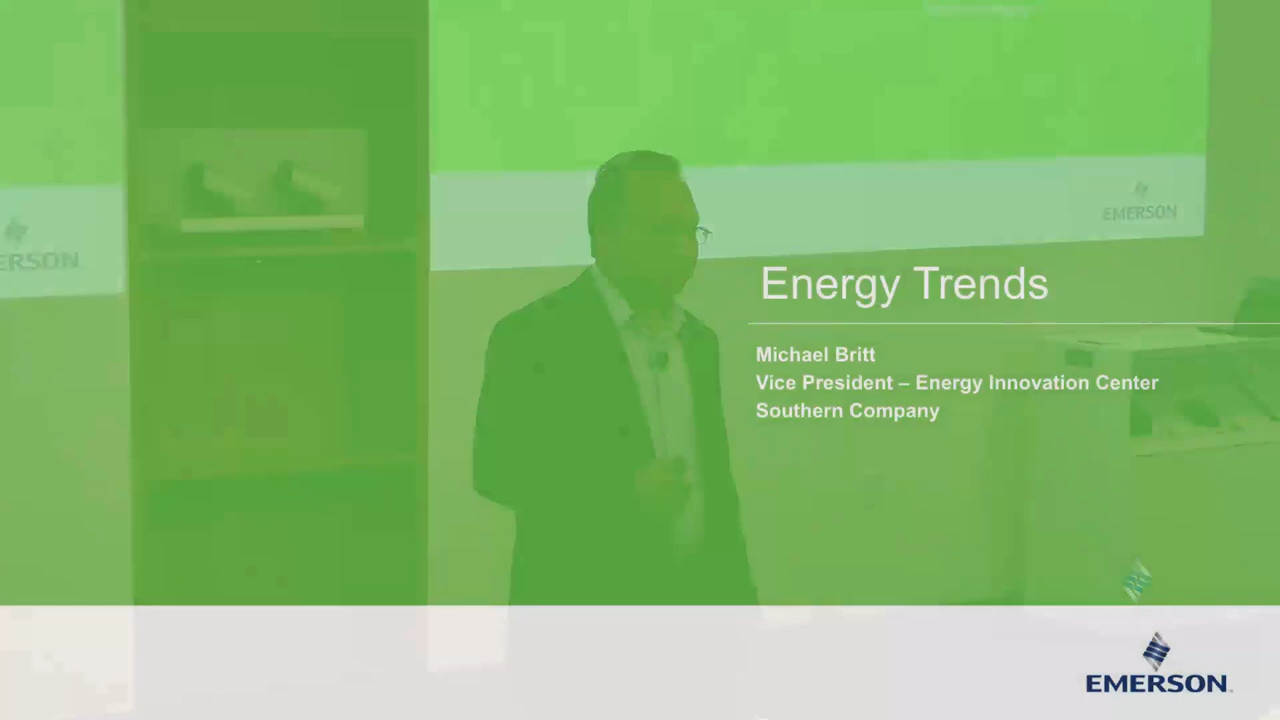 EMERSON
ERSON
Energy Trends
Michael Britt
Vice President – Energy Innovation Center
Southern Company
EMERSON